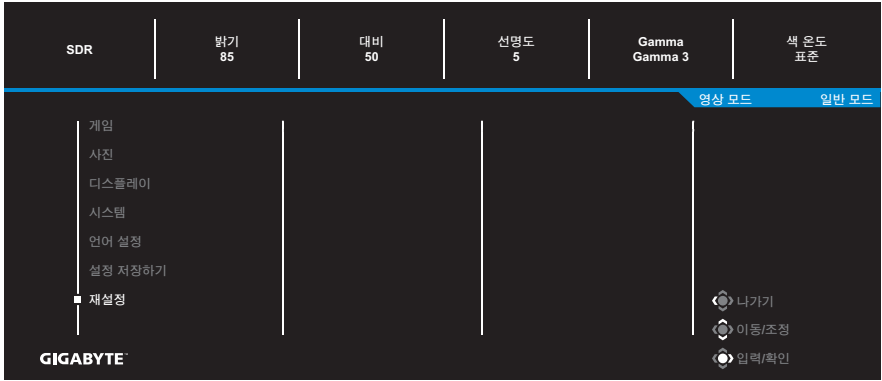 SDR
밝기
85
대비
50
선명도
5
Gamma
Gamma 3
색 온도
표준
영상 모드 일반 모드
게임
사진
디스플레이
시스템
언어 설정
설정 저장하기
재설정
나가기
이동/조정
입력/확인
GIGABYTE